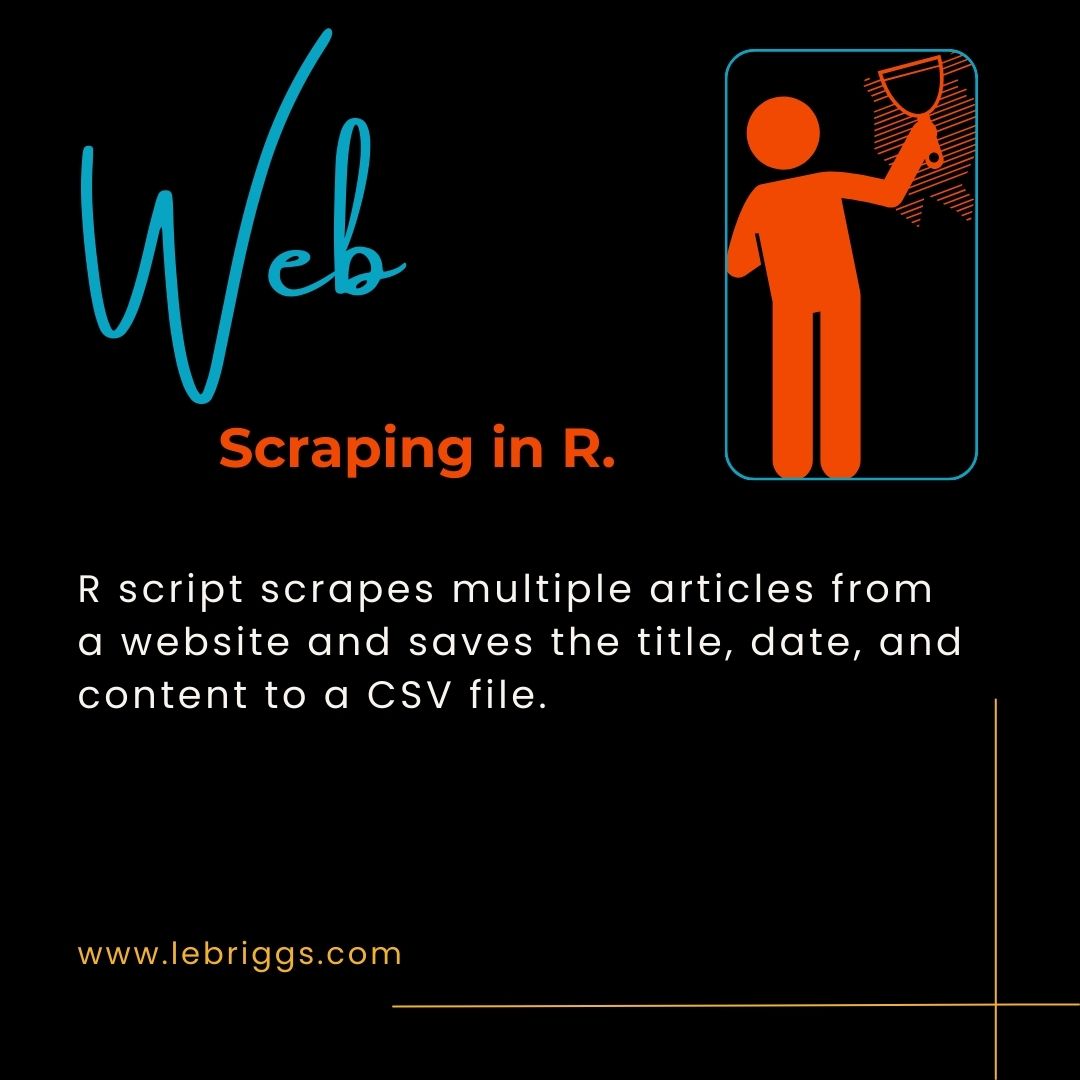 Web
Scraping in R.
R script scrapes multiple articles from
a website and saves the title, date, and
content to a CSV file.
www.lebriggs.com